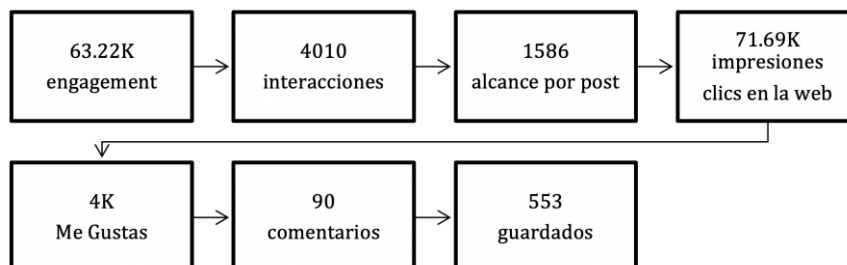 63.22K
engagement
4010
interacciones
1586
alcance por post
71.69K
impresiones
clics en la web
4K
Me Gustas
90
comentarios
553
guardados